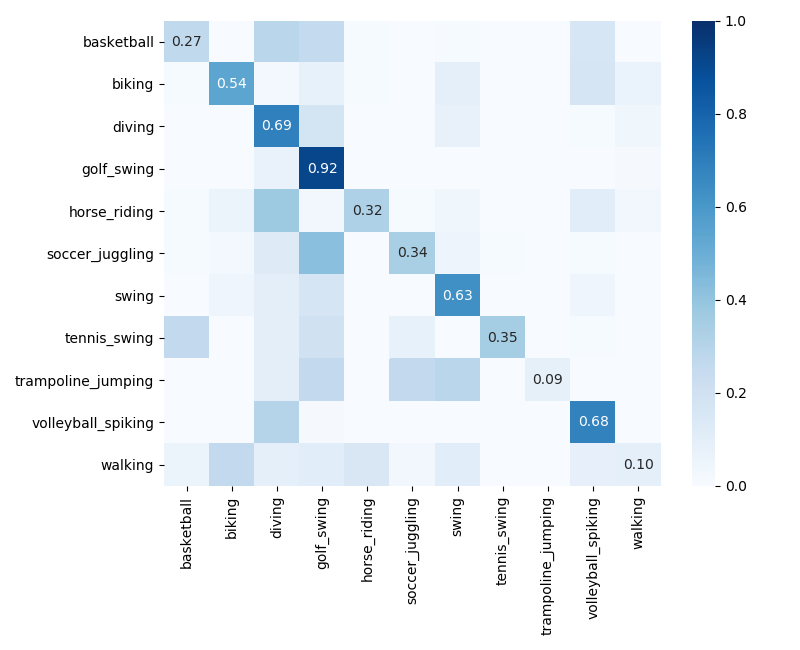 basketball 0.27
biking 0.54
diving 0.69
golf_swing 0.92
horse_riding 0.32
soccer_juggling 0.34
swing 0.63
tennis_swing 0.35
trampoline_jumping 0.09
volleyball_spiking 0.68
walking 0.10
basketball
biking
diving
golf_swing
horse_riding
soccer_juggling
swing
tennis_swing
trampoline_jumping
volleyball_spiking
walking
1.0
0.8
0.6
0.4
0.2
0.0